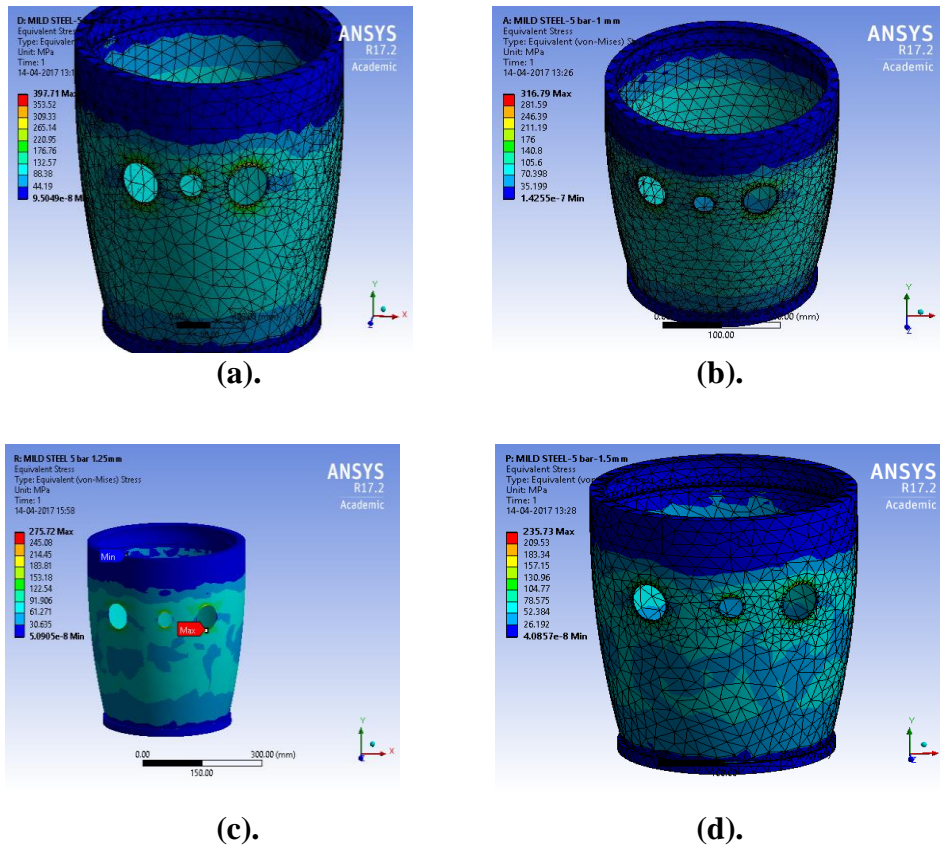 D: MILD STEEL-5
Equivalent Stress
Type: Equivalent (von-Mises)
Unit: MPa
Time: 1
14-04-2017 13:1
397.71 Max
353.52
309.33
265.14
220.95
176.76
132.57
88.38
44.19
9.5049e-8 Min
ANSYS
R17.2
Academic
0.00
(mm)
Y
X
Z
(a).
A: MILD STEEL-5 bar-1 mm
Equivalent Stress
Type: Equivalent (von-Mises)
Unit: MPa
Time: 1
14-04-2017 13:26
316.79 Max
281.59
246.39
211.19
176
140.8
105.6
70.398
35.199
1.4255e-7 Min
ANSYS
R17.2
Academic
(mm)
100.00
Y
Z
(b).
R: MILD STEEL 5 bar 1.25mm
Equivalent Stress
Type: Equivalent (von-Mises) Stress
Unit: MPa
Time: 1
14-04-2017 15:58
275.72 Max
245.08
214.45
183.81
153.18
122.54
91.906
61.271
30.635
5.0905e-8 Min
ANSYS
R17.2
Academic
Min
Max
0.00 300.00 (mm)
150.00
Y
X
Z
(c).
P: MILD STEEL-5 bar-1.5mm
Equivalent Stress
Type: Equivalent
Unit: MPa
Time: 1
14-04-2017 13:28
235.73 Max
209.53
183.34
157.15
130.96
104.77
78.575
52.384
26.192
4.0857e-8 Min
ANSYS
R17.2
Academic
Y
Z
(d).